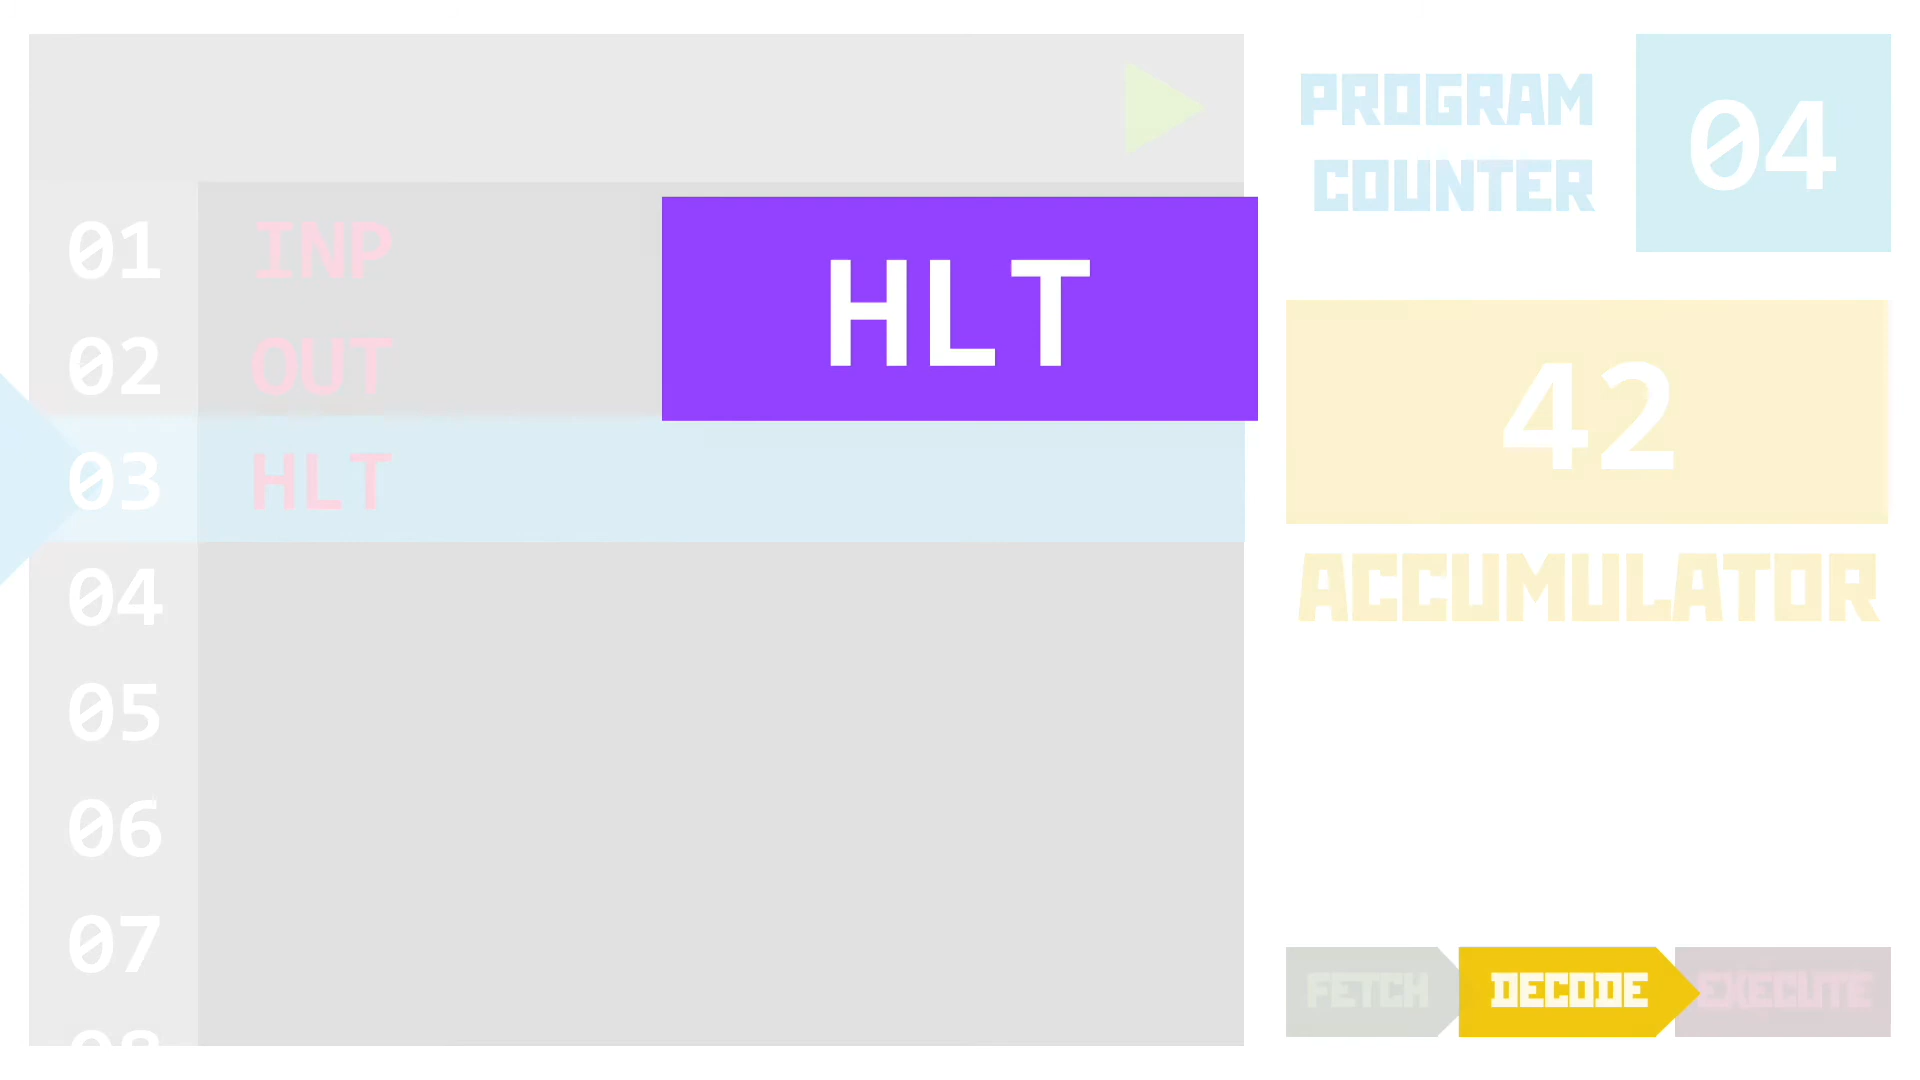 PROGRAM
COUNTER
04
01 INP
HLT
02 OUT
03 HLT
42
ACCUMULATOR
04
05
06
07
08
FETCH DECODE EXECUTE